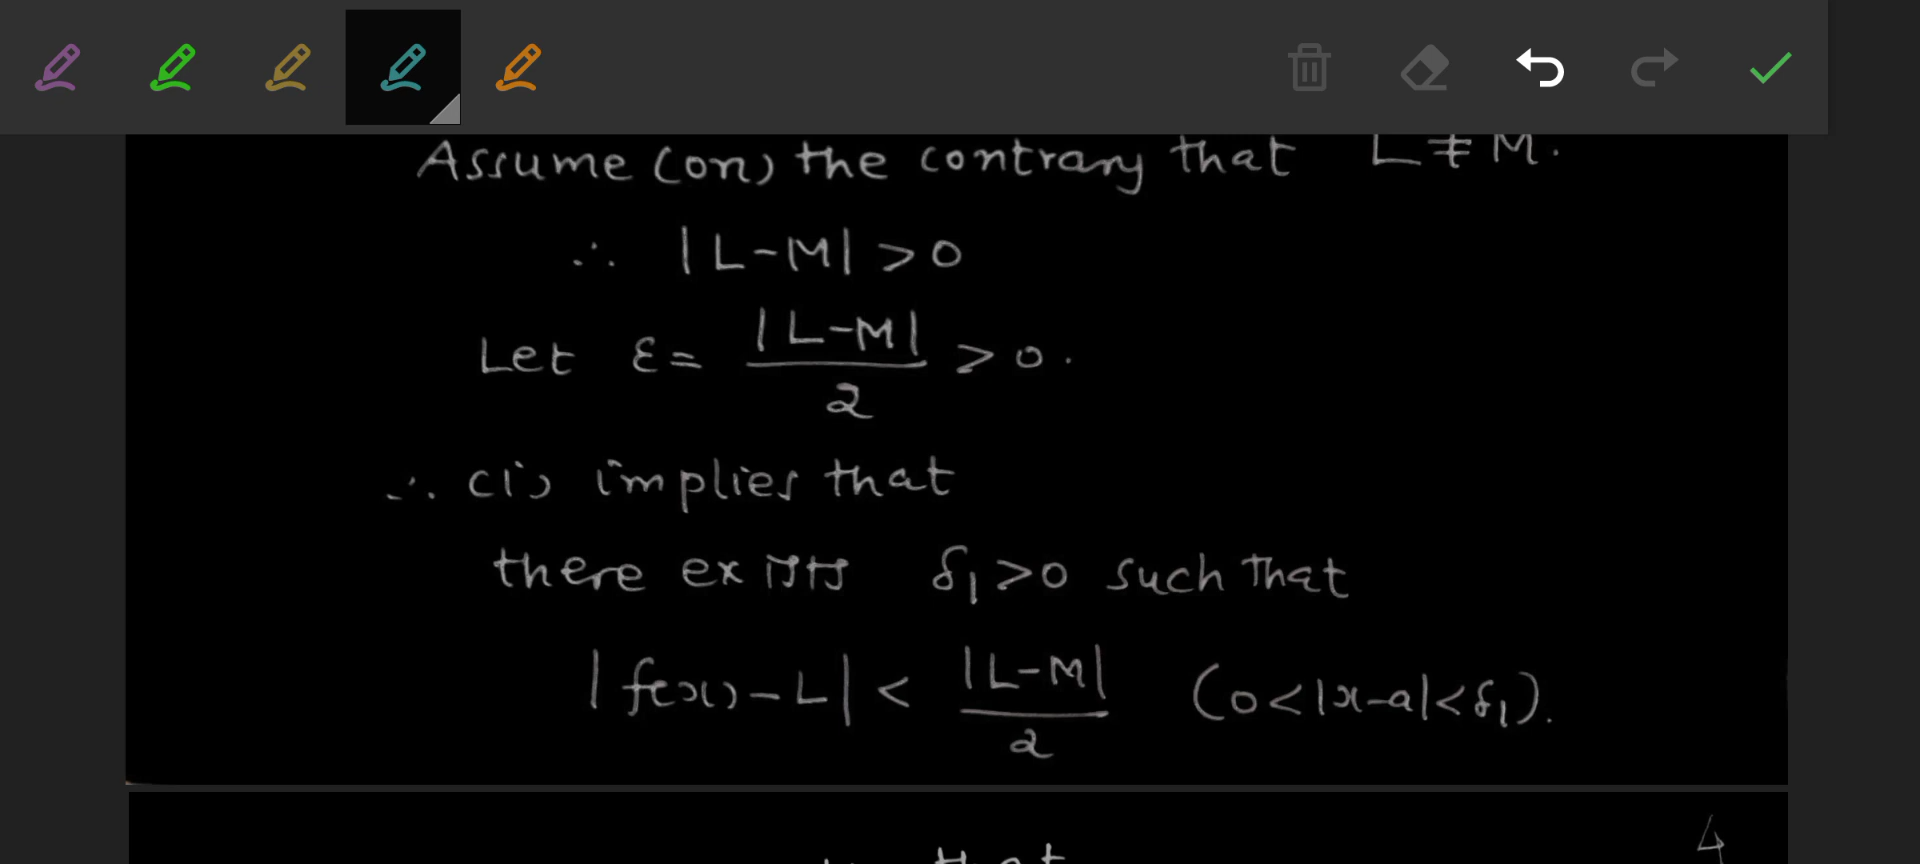 Assume (on) the contrary that L ≠ M.
∴ |L-M| > 0
Let ε = |L-M|/2 > 0.
∴ (i) implies that
there exists δ₁>0 such that
|f(x)-L| < |L-M|/2 (0<|x-a|<δ₁).
4
that